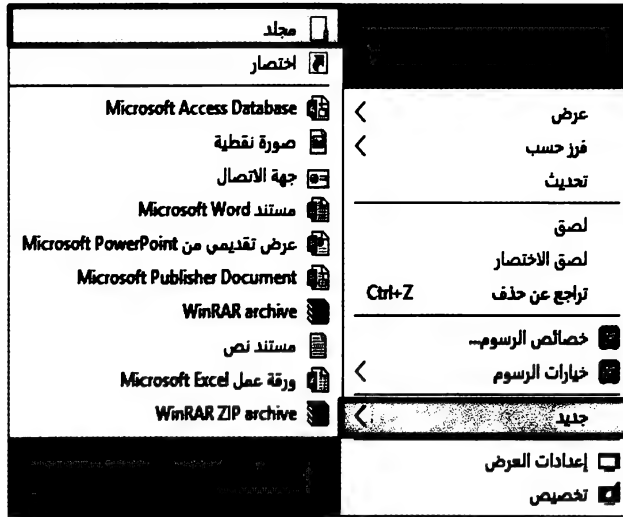 عرض
فرز حسب
تحديث
لصق
لصق الاختصار
تراجع عن حذف Ctrl+Z
خصائص الرسوم...
خيارات الرسوم
جديد
إعدادات العرض
تخصيص
مجلد
اختصار
Microsoft Access Database
صورة نقطية
جهة الاتصال
مستند Microsoft Word
عرض تقديمي من Microsoft PowerPoint
Microsoft Publisher Document
WinRAR archive
مستند نص
ورقة عمل Microsoft Excel
WinRAR ZIP archive